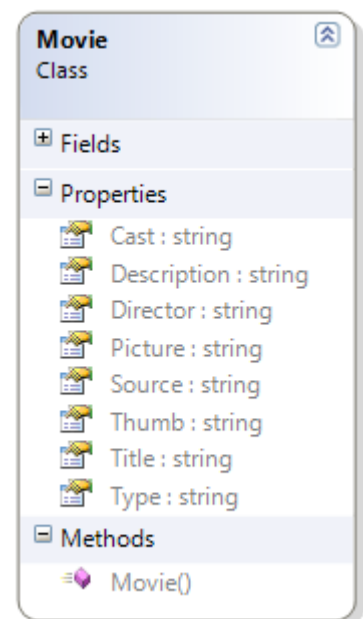 Movie
Class
Fields
Properties
Cast : string
Description : string
Director : string
Picture : string
Source : string
Thumb : string
Title : string
Type : string
Methods
Movie()